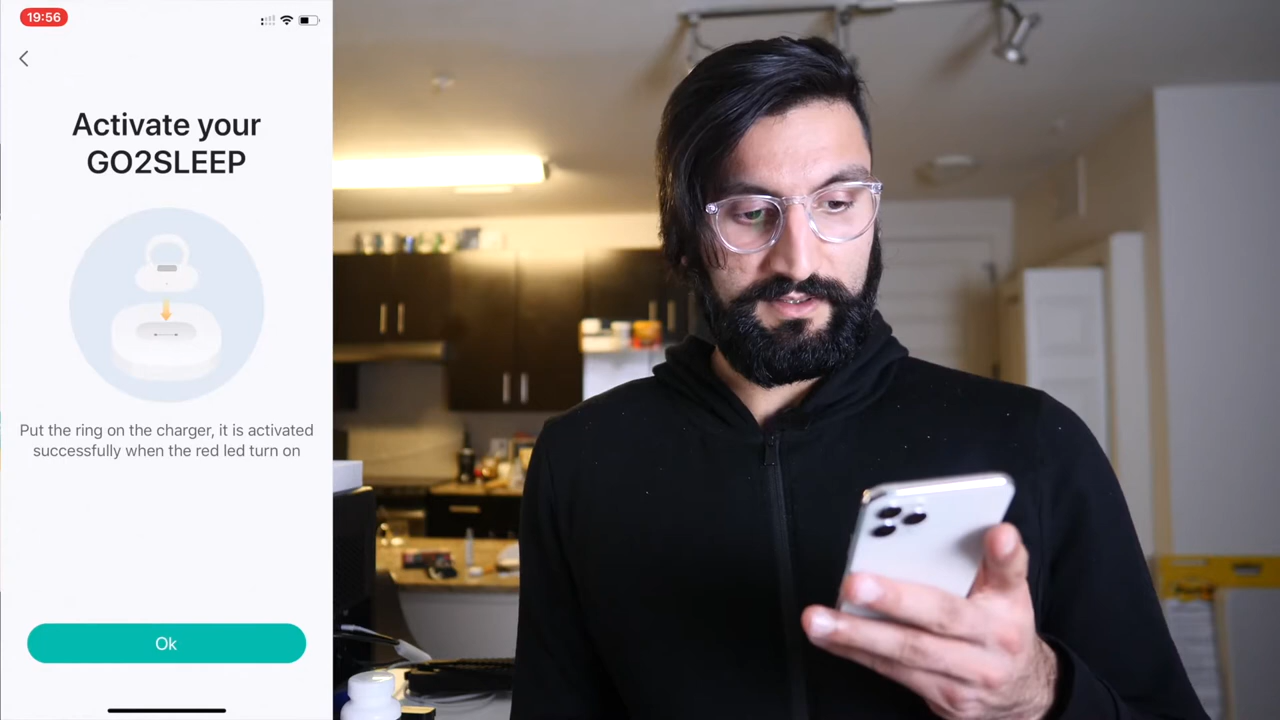 19:56
Activate your
GO2SLEEP
Put the ring on the charger, it is activated
successfully when the red led turn on
Ok